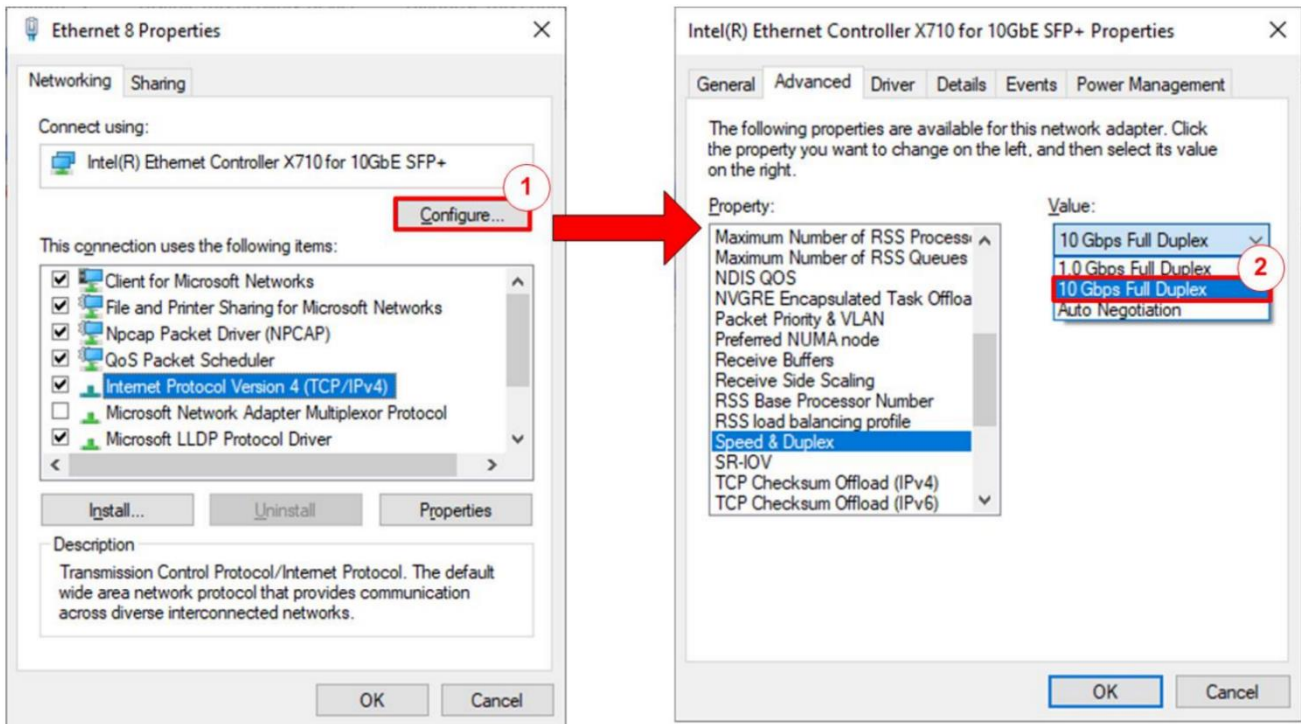 Ethernet 8 Properties
Networking
Sharing
Connect using:
Intel(R) Ethernet Controller X710 for 10GbE SFP+
1
Configure...
This connection uses the following items:
Client for Microsoft Networks
File and Printer Sharing for Microsoft Networks
Npcap Packet Driver (NPCAP)
QoS Packet Scheduler
Internet Protocol Version 4 (TCP/IPv4)
Microsoft Network Adapter Multiplexor Protocol
Microsoft LLDP Protocol Driver
Install...
Uninstall
Properties
Description
Transmission Control Protocol/Internet Protocol. The default
wide area network protocol that provides communication
across diverse interconnected networks.
OK
Cancel
Intel(R) Ethernet Controller X710 for 10GbE SFP+ Properties
General
Advanced
Driver
Details
Events
Power Management
The following properties are available for this network adapter. Click
the property you want to change on the left, and then select its value
on the right.
Property:
Maximum Number of RSS Process
Maximum Number of RSS Queues
NDIS QOS
NVGRE Encapsulated Task Offloa
Packet Priority & VLAN
Preferred NUMA node
Receive Buffers
Receive Side Scaling
RSS Base Processor Number
RSS load balancing profile
Speed & Duplex
SR-IOV
TCP Checksum Offload (IPv4)
TCP Checksum Offload (IPv6)
Value:
10 Gbps Full Duplex
1.0 Gbps Full Duplex
2
10 Gbps Full Duplex
Auto Negotiation
OK
Cancel